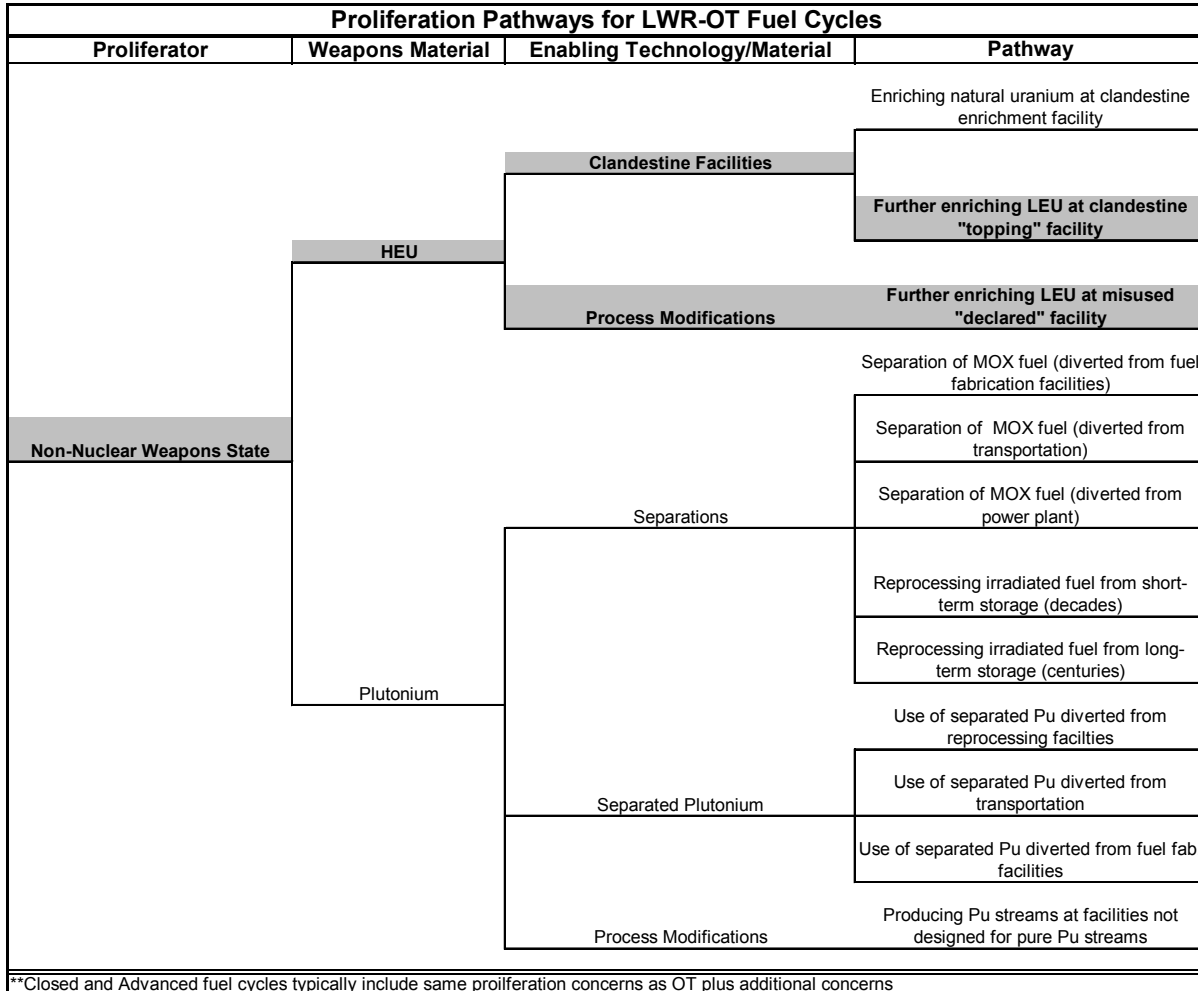 Proliferation Pathways for LWR-OT Fuel Cycles
Proliferator Weapons Material Enabling Technology/Material Pathway
Enriching natural uranium at clandestine
enrichment facility
Clandestine Facilities
Further enriching LEU at clandestine
"topping" facility
HEU
Further enriching LEU at misused
Process Modifications "declared" facility
Separation of MOX fuel (diverted from fuel
fabrication facilities)
Separation of MOX fuel (diverted from
transportation)
Non-Nuclear Weapons State
Separation of MOX fuel (diverted from
power plant)
Separations
Reprocessing irradiated fuel from short-
term storage (decades)
Reprocessing irradiated fuel from long-
term storage (centuries)
Plutonium
Use of separated Pu diverted from
reprocessing facilties
Use of separated Pu diverted from
transportation
Separated Plutonium
Use of separated Pu diverted from fuel fab
facilities
Producing Pu streams at facilities not
Process Modifications designed for pure Pu streams
**Closed and Advanced fuel cycles typically include same proilferation concerns as OT plus additional concerns